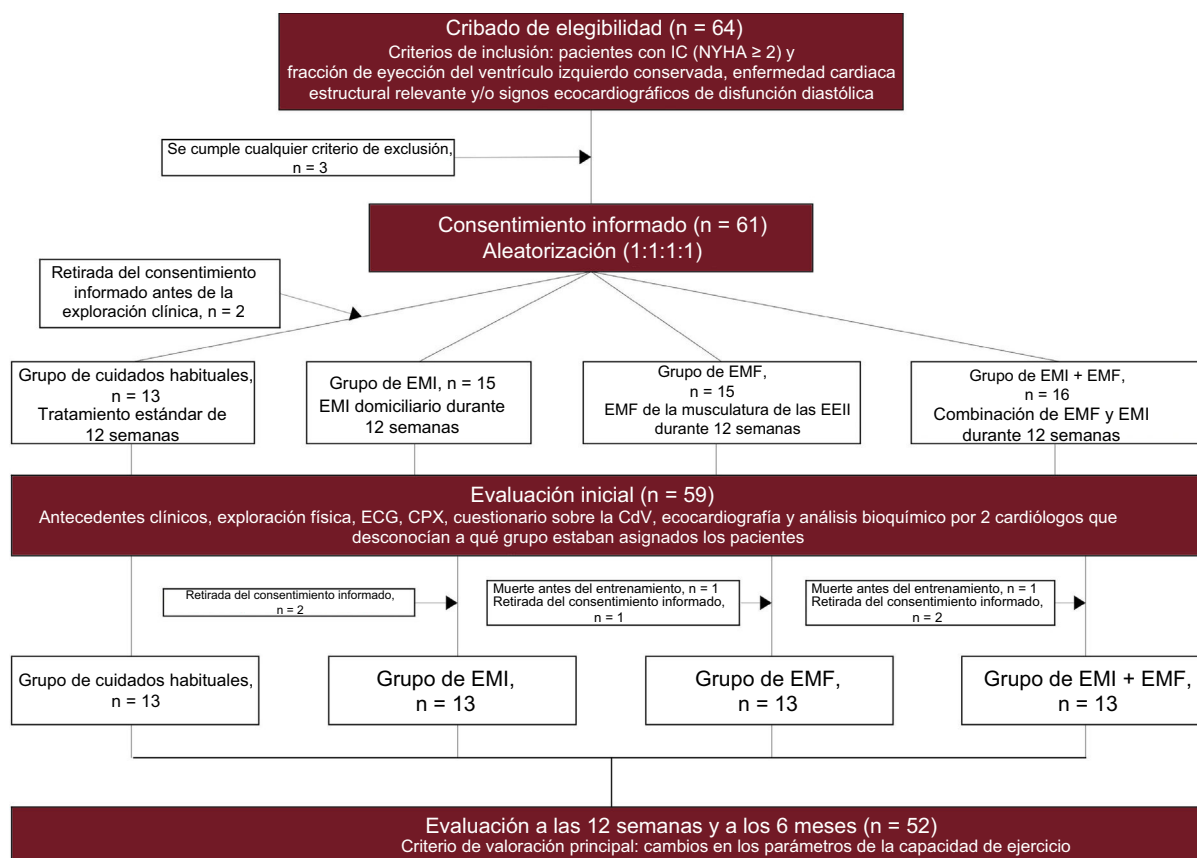 Cribado de elegibilidad (n = 64)
Criterios de inclusión: pacientes con IC (NYHA ≥ 2) y
fracción de eyección del ventrículo izquierdo conservada, enfermedad cardiaca
estructural relevante y/o signos ecocardiográficos de disfunción diastólica
Se cumple cualquier criterio de exclusión,
n = 3
Consentimiento informado (n = 61)
Aleatorización (1:1:1:1)
Retirada del consentimiento
informado antes de la
exploración clínica, n = 2
Grupo de cuidados habituales,
n = 13
Tratamiento estándar de
12 semanas
Grupo de EMI, n = 15
EMI domiciliario durante
12 semanas
Grupo de EMF,
n = 15
EMF de la musculatura de las EEII
durante 12 semanas
Grupo de EMI + EMF,
n = 16
Combinación de EMF y EMI
durante 12 semanas
Evaluación inicial (n = 59)
Antecedentes clínicos, exploración física, ECG, CPX, cuestionario sobre la CdV, ecocardiografía y análisis bioquímico por 2 cardiólogos que
desconocían a qué grupo estaban asignados los pacientes
Retirada del consentimiento informado,
n = 2
Muerte antes del entrenamiento, n = 1
Retirada del consentimiento informado,
n = 1
Muerte antes del entrenamiento, n = 1
Retirada del consentimiento informado,
n = 2
Grupo de cuidados habituales,
n = 13
Grupo de EMI,
n = 13
Grupo de EMF,
n = 13
Grupo de EMI + EMF,
n = 13
Evaluación a las 12 semanas y a los 6 meses (n = 52)
Criterio de valoración principal: cambios en los parámetros de la capacidad de ejercicio